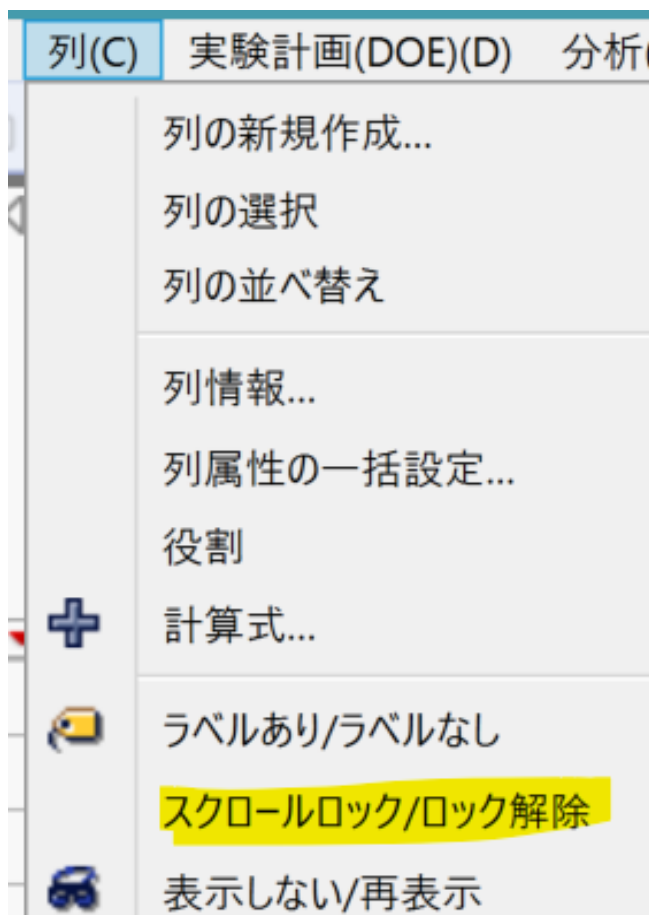 列(C) 実験計画(DOE)(D) 分析(
列の新規作成...
列の選択
列の並べ替え
列情報...
列属性の一括設定...
役割
計算式...
ラベルあり/ラベルなし
スクロールロック/ロック解除
表示しない/再表示